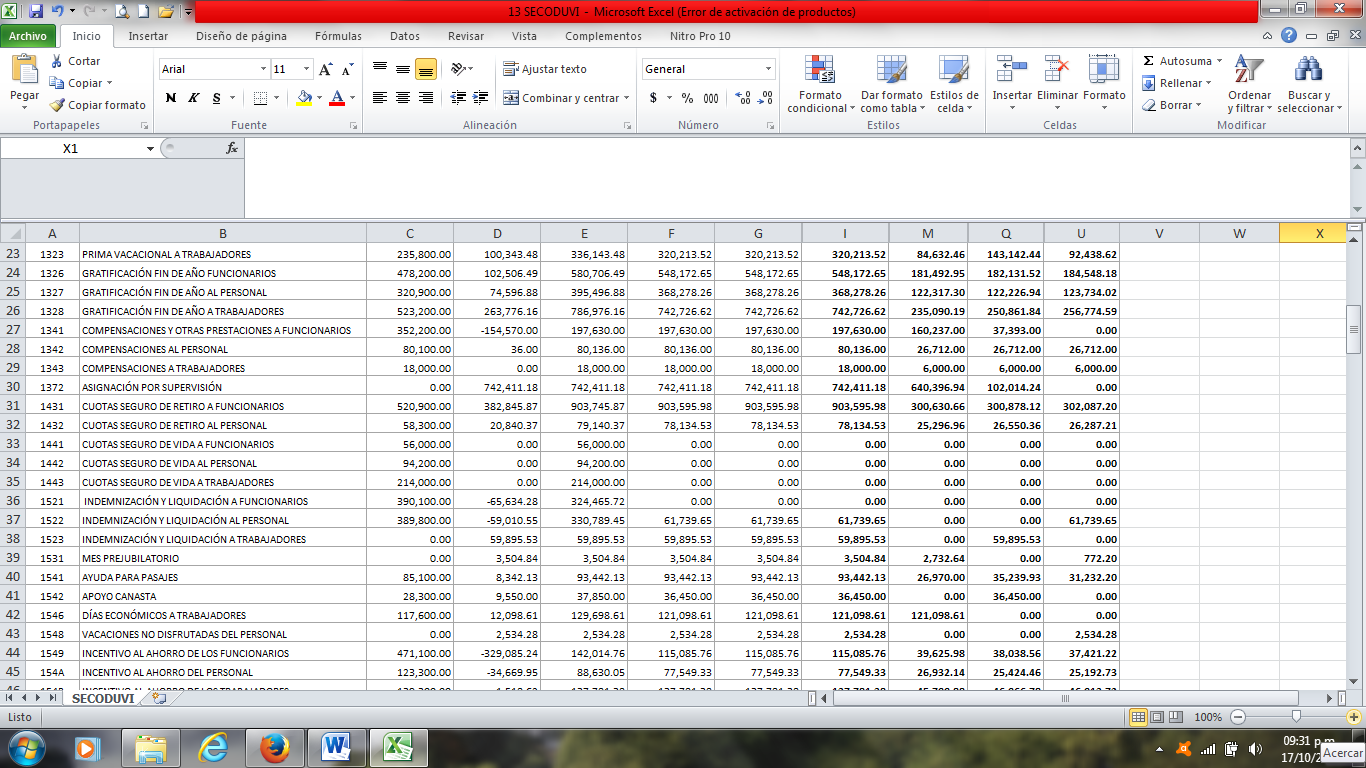 13 SECODUVI - Microsoft Excel (Error de activación de productos)
Archivo Inicio Insertar Diseño de página Fórmulas Datos Revisar Vista Complementos Nitro Pro 10
Pegar Cortar Copiar Copiar formato Portapapeles
Arial 11 N K S Fuente
Ajustar texto Combinar y centrar Alineación
General $ % 000 Número
Formato condicional Dar formato como tabla Estilos de celda Estilos
Insertar Eliminar Formato Celdas
Σ Autosuma Rellenar Borrar Ordenar y filtrar Buscar y seleccionar Modificar
X1 fx
A B C D E F G I M Q U V W X
23 1323 PRIMA VACACIONAL A TRABAJADORES 235,800.00 100,343.48 336,143.48 320,213.52 320,213.52 320,213.52 84,632.46 143,142.44 92,438.62
24 1326 GRATIFICACIÓN FIN DE AÑO FUNCIONARIOS 478,200.00 102,506.49 580,706.49 548,172.65 548,172.65 548,172.65 181,492.95 182,131.52 184,548.18
25 1327 GRATIFICACIÓN FIN DE AÑO AL PERSONAL 320,900.00 74,596.88 395,496.88 368,278.26 368,278.26 368,278.26 122,317.30 122,226.94 123,734.02
26 1328 GRATIFICACIÓN FIN DE AÑO A TRABAJADORES 523,200.00 263,776.16 786,976.16 742,726.62 742,726.62 742,726.62 235,090.19 250,861.84 256,774.59
27 1341 COMPENSACIONES Y OTRAS PRESTACIONES A FUNCIONARIOS 352,200.00 -154,570.00 197,630.00 197,630.00 197,630.00 197,630.00 160,237.00 37,393.00 0.00
28 1342 COMPENSACIONES AL PERSONAL 80,100.00 36.00 80,136.00 80,136.00 80,136.00 80,136.00 26,712.00 26,712.00 26,712.00
29 1343 COMPENSACIONES A TRABAJADORES 18,000.00 0.00 18,000.00 18,000.00 18,000.00 18,000.00 6,000.00 6,000.00 6,000.00
30 1372 ASIGNACIÓN POR SUPERVISIÓN 0.00 742,411.18 742,411.18 742,411.18 742,411.18 742,411.18 640,396.94 102,014.24 0.00
31 1431 CUOTAS SEGURO DE RETIRO A FUNCIONARIOS 520,900.00 382,845.87 903,745.87 903,595.98 903,595.98 903,595.98 300,630.66 300,878.12 302,087.20
32 1432 CUOTAS SEGURO DE RETIRO AL PERSONAL 58,300.00 20,840.37 79,140.37 78,134.53 78,134.53 78,134.53 25,296.96 26,550.36 26,287.21
33 1441 CUOTAS SEGURO DE VIDA A FUNCIONARIOS 56,000.00 0.00 56,000.00 0.00 0.00 0.00 0.00 0.00 0.00
34 1442 CUOTAS SEGURO DE VIDA AL PERSONAL 94,200.00 0.00 94,200.00 0.00 0.00 0.00 0.00 0.00 0.00
35 1443 CUOTAS SEGURO DE VIDA A TRABAJADORES 214,000.00 0.00 214,000.00 0.00 0.00 0.00 0.00 0.00 0.00
36 1521 INDEMNIZACIÓN Y LIQUIDACIÓN A FUNCIONARIOS 390,100.00 -65,634.28 324,465.72 0.00 0.00 0.00 0.00 0.00 0.00
37 1522 INDEMNIZACIÓN Y LIQUIDACIÓN AL PERSONAL 389,800.00 -59,010.55 330,789.45 61,739.65 61,739.65 61,739.65 0.00 0.00 61,739.65
38 1523 INDEMNIZACIÓN Y LIQUIDACIÓN A TRABAJADORES 0.00 59,895.53 59,895.53 59,895.53 59,895.53 59,895.53 0.00 59,895.53 0.00
39 1531 MES PREJUBILATORIO 0.00 3,504.84 3,504.84 3,504.84 3,504.84 3,504.84 2,732.64 0.00 772.20
40 1541 AYUDA PARA PASAJES 85,100.00 8,342.13 93,442.13 93,442.13 93,442.13 93,442.13 26,970.00 35,239.93 31,232.20
41 1542 APOYO CANASTA 28,300.00 9,550.00 37,850.00 36,450.00 36,450.00 36,450.00 0.00 36,450.00 0.00
42 1546 DÍAS ECONÓMICOS A TRABAJADORES 117,600.00 12,098.61 129,698.61 121,098.61 121,098.61 121,098.61 121,098.61 0.00 0.00
43 1548 VACACIONES NO DISFRUTADAS DEL PERSONAL 0.00 2,534.28 2,534.28 2,534.28 2,534.28 2,534.28 0.00 0.00 2,534.28
44 1549 INCENTIVO AL AHORRO DE LOS FUNCIONARIOS 471,100.00 -329,085.24 142,014.76 115,085.76 115,085.76 115,085.76 39,625.98 38,038.56 37,421.22
45 154A INCENTIVO AL AHORRO DEL PERSONAL 123,300.00 -34,669.95 88,630.05 77,549.33 77,549.33 77,549.33 26,932.14 25,424.46 25,192.73
SECODUVI
Listo 100%
09:31 p.m.
17/10/2
Acercar